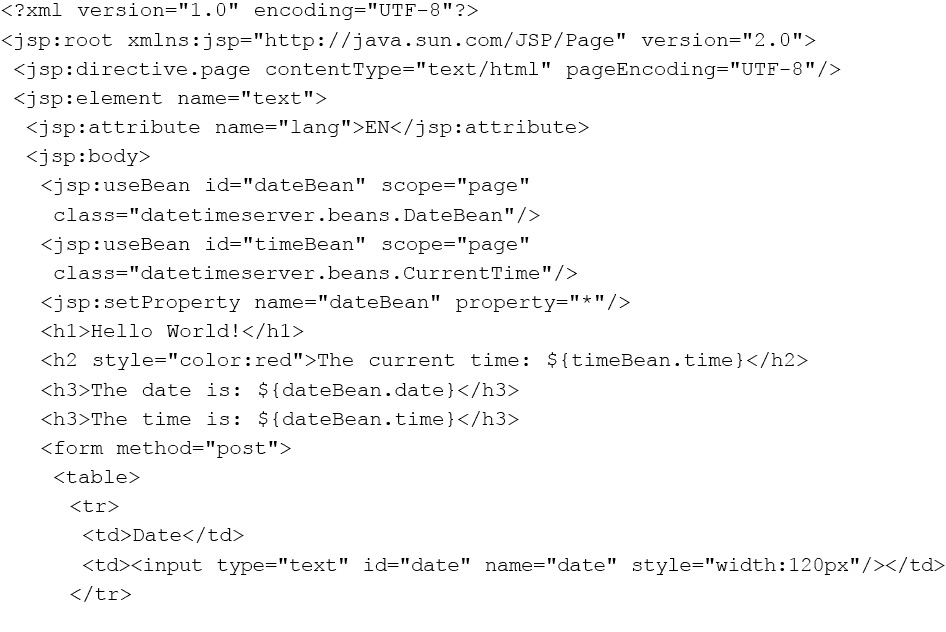 <?xml version="1.0" encoding="UTF-8"?>
<jsp:root xmlns:jsp="http://java.sun.com/JSP/Page" version="2.0">
<jsp:directive.page contentType="text/html" pageEncoding="UTF-8"/>
<jsp:element name="text">
<jsp:attribute name="lang">EN</jsp:attribute>
<jsp:body>
<jsp:useBean id="dateBean" scope="page"
class="datetimeserver.beans.DateBean"/>
<jsp:useBean id="timeBean" scope="page"
class="datetimeserver.beans.CurrentTime"/>
<jsp:setProperty name="dateBean" property="*"/>
<h1>Hello World!</h1>
<h2 style="color:red">The current time: ${timeBean.time}</h2>
<h3>The date is: ${dateBean.date}</h3>
<h3>The time is: ${dateBean.time}</h3>
<form method="post">
<table>
<tr>
<td>Date</td>
<td><input type="text" id="date" name="date" style="width:120px"/></td>
</tr>